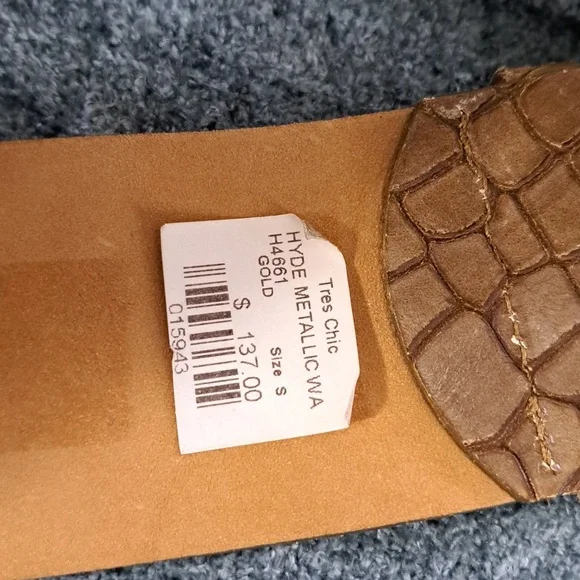 Tres Chic
HYDE METALLIC WA
H4661 Size S
GOLD
$ 137.00
015943